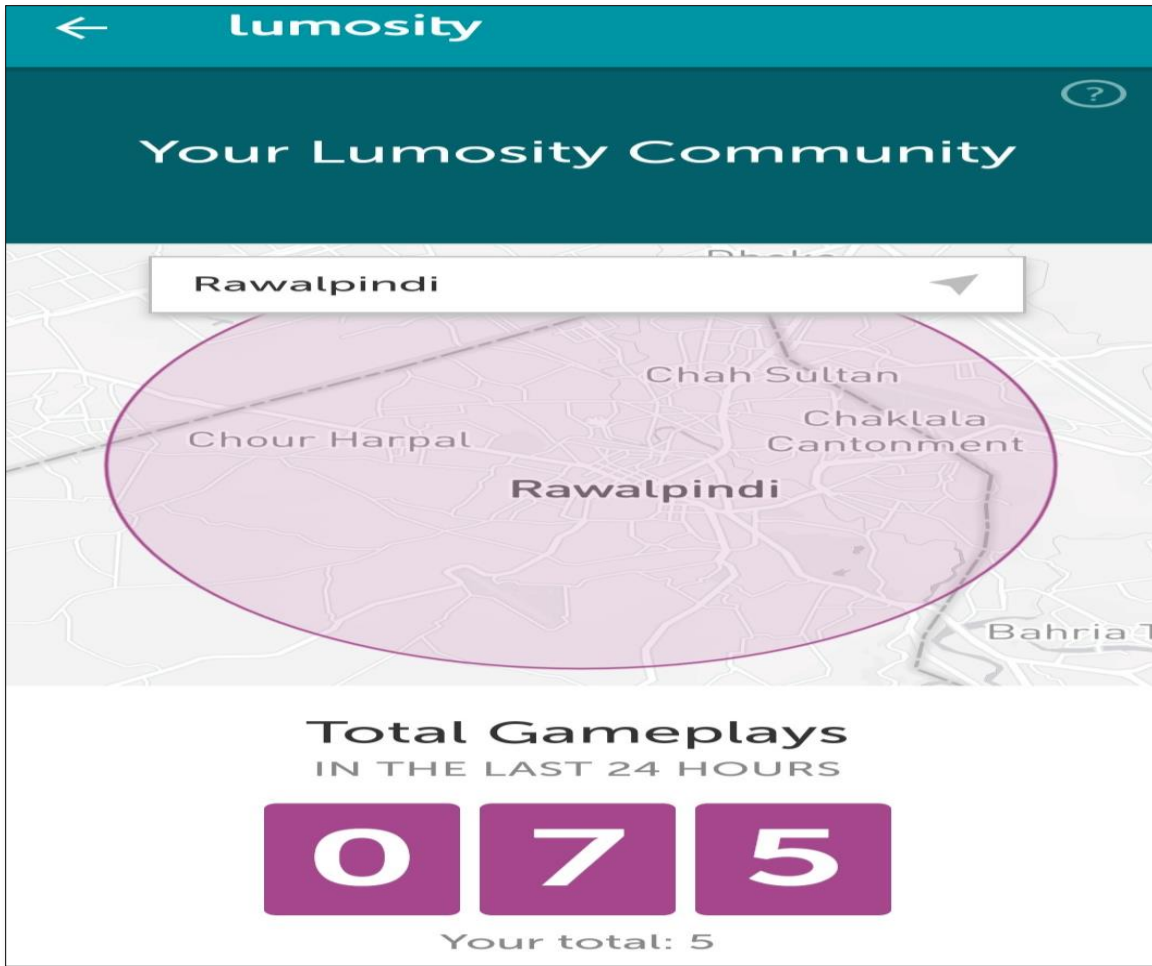 lumosity
?
Your Lumosity Community
Rawalpindi
Chah Sultan
Chaklala
Cantonment
Chour Harpal
Rawalpindi
Bahria T
Total Gameplays
IN THE LAST 24 HOURS
0 7 5
Your total: 5